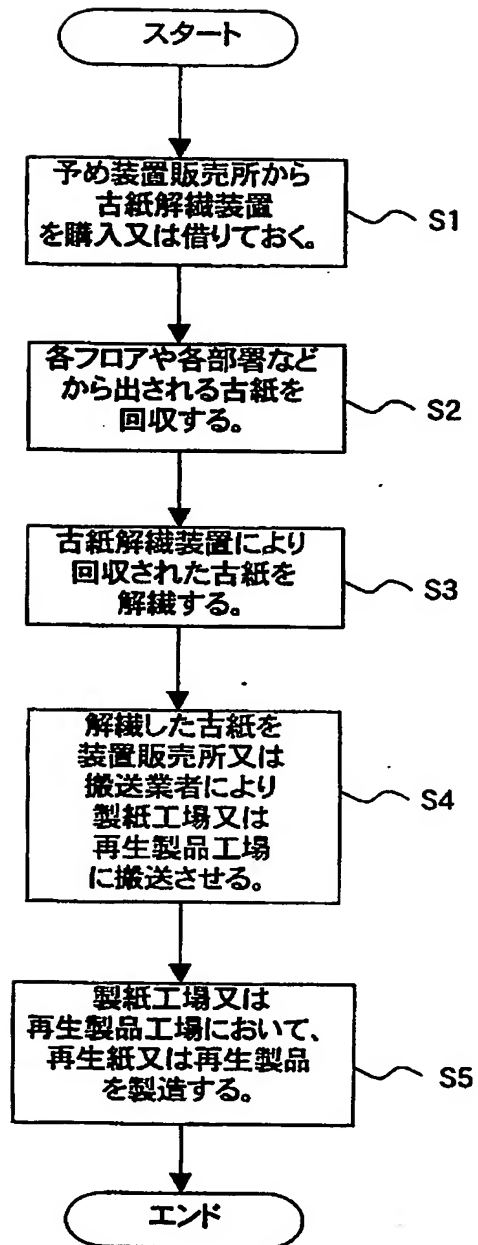 スタート
予め装置販売所から
古紙解繊装置
を購入又は借りておく。
S1
各フロアや各部署など
から出される古紙を
回収する。
S2
古紙解繊装置により
回収された古紙を
解繊する。
S3
解繊した古紙を
装置販売所又は
搬送業者により
製紙工場又は
再生製品工場
に搬送させる。
S4
製紙工場又は
再生製品工場において、
再生紙又は再生製品
を製造する。
S5
エンド